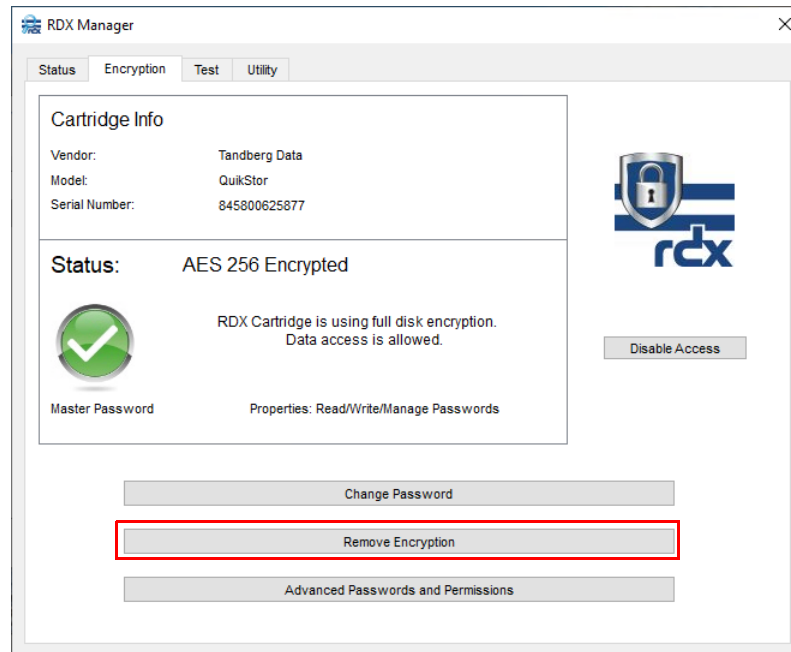 RDX Manager
Status Encryption Test Utility
Cartridge Info
Vendor: Tandberg Data
Model: QuikStor
Serial Number: 845800625877
Status: AES 256 Encrypted
RDX Cartridge is using full disk encryption.
Data access is allowed.
Master Password Properties: Read/Write/Manage Passwords
rdx
Disable Access
Change Password
Remove Encryption
Advanced Passwords and Permissions